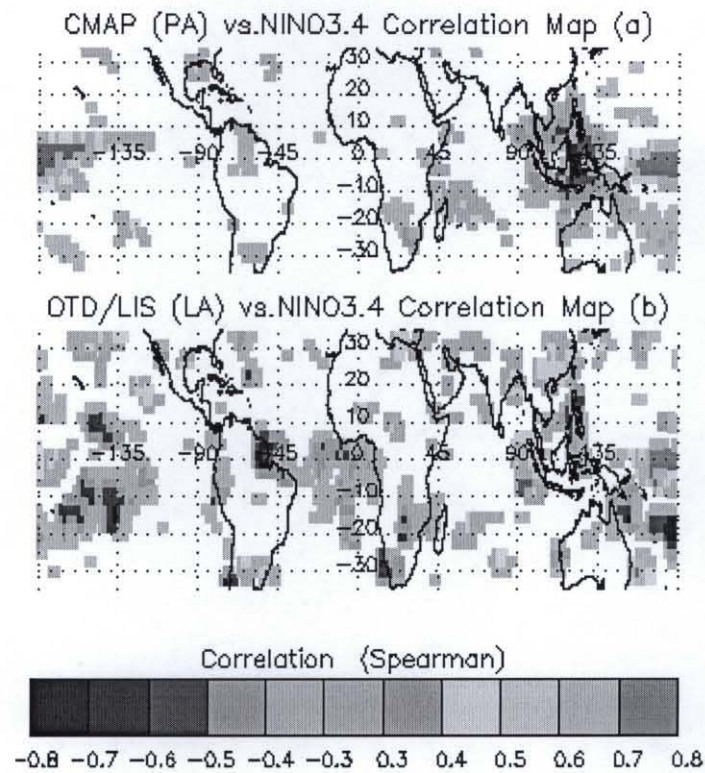 CMAP (PA) vs.NINO3.4 Correlation Map (a)
30
20
10
-135 -90 -45 0 45 90 135
-10
-20
-30
OTD/LIS (LA) vs.NINO3.4 Correlation Map (b)
30
20
10
-135 -90 -45 0 45 90 135
-10
-20
-30
Correlation (Spearman)
-0.8 -0.7 -0.6 -0.5 -0.4 -0.3 0.3 0.4 0.5 0.6 0.7 0.8